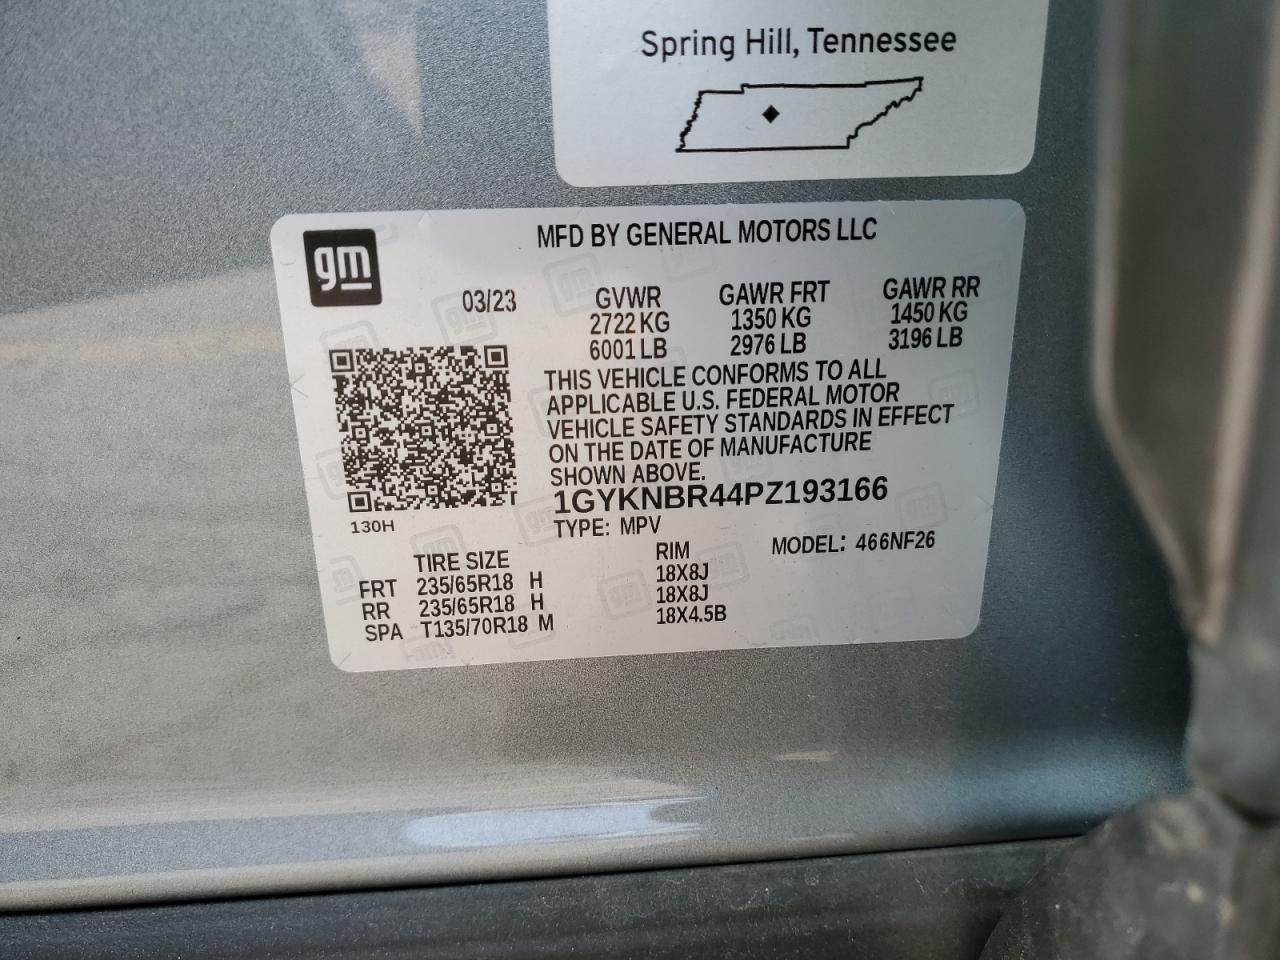 Spring Hill, Tennessee
gm
MFD BY GENERAL MOTORS LLC
03/23 GVWR GAWR FRT GAWR RR
2722 KG 1350 KG 1450 KG
6001 LB 2976 LB 3196 LB
THIS VEHICLE CONFORMS TO ALL
APPLICABLE U.S. FEDERAL MOTOR
VEHICLE SAFETY STANDARDS IN EFFECT
ON THE DATE OF MANUFACTURE
SHOWN ABOVE.
1GYKNBR44PZ193166
130H
TYPE: MPV MODEL: 466NF26
TIRE SIZE RIM
FRT 235/65R18 H 18X8J
RR 235/65R18 H 18X8J
SPA T135/70R18 M 18X4.5B